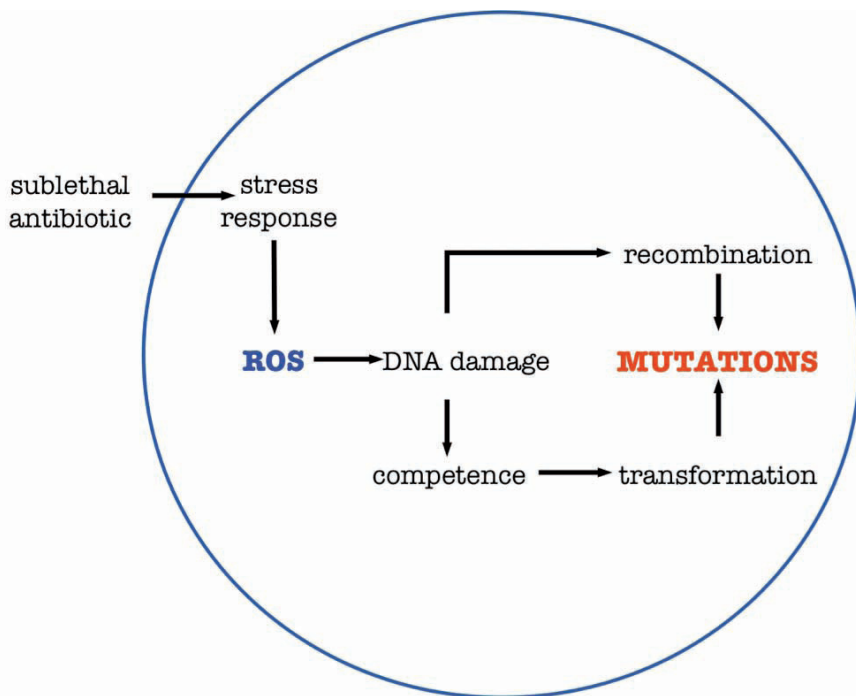 sublethal
antibiotic
stress
response
recombination
ROS
DNA damage
MUTATIONS
competence
transformation